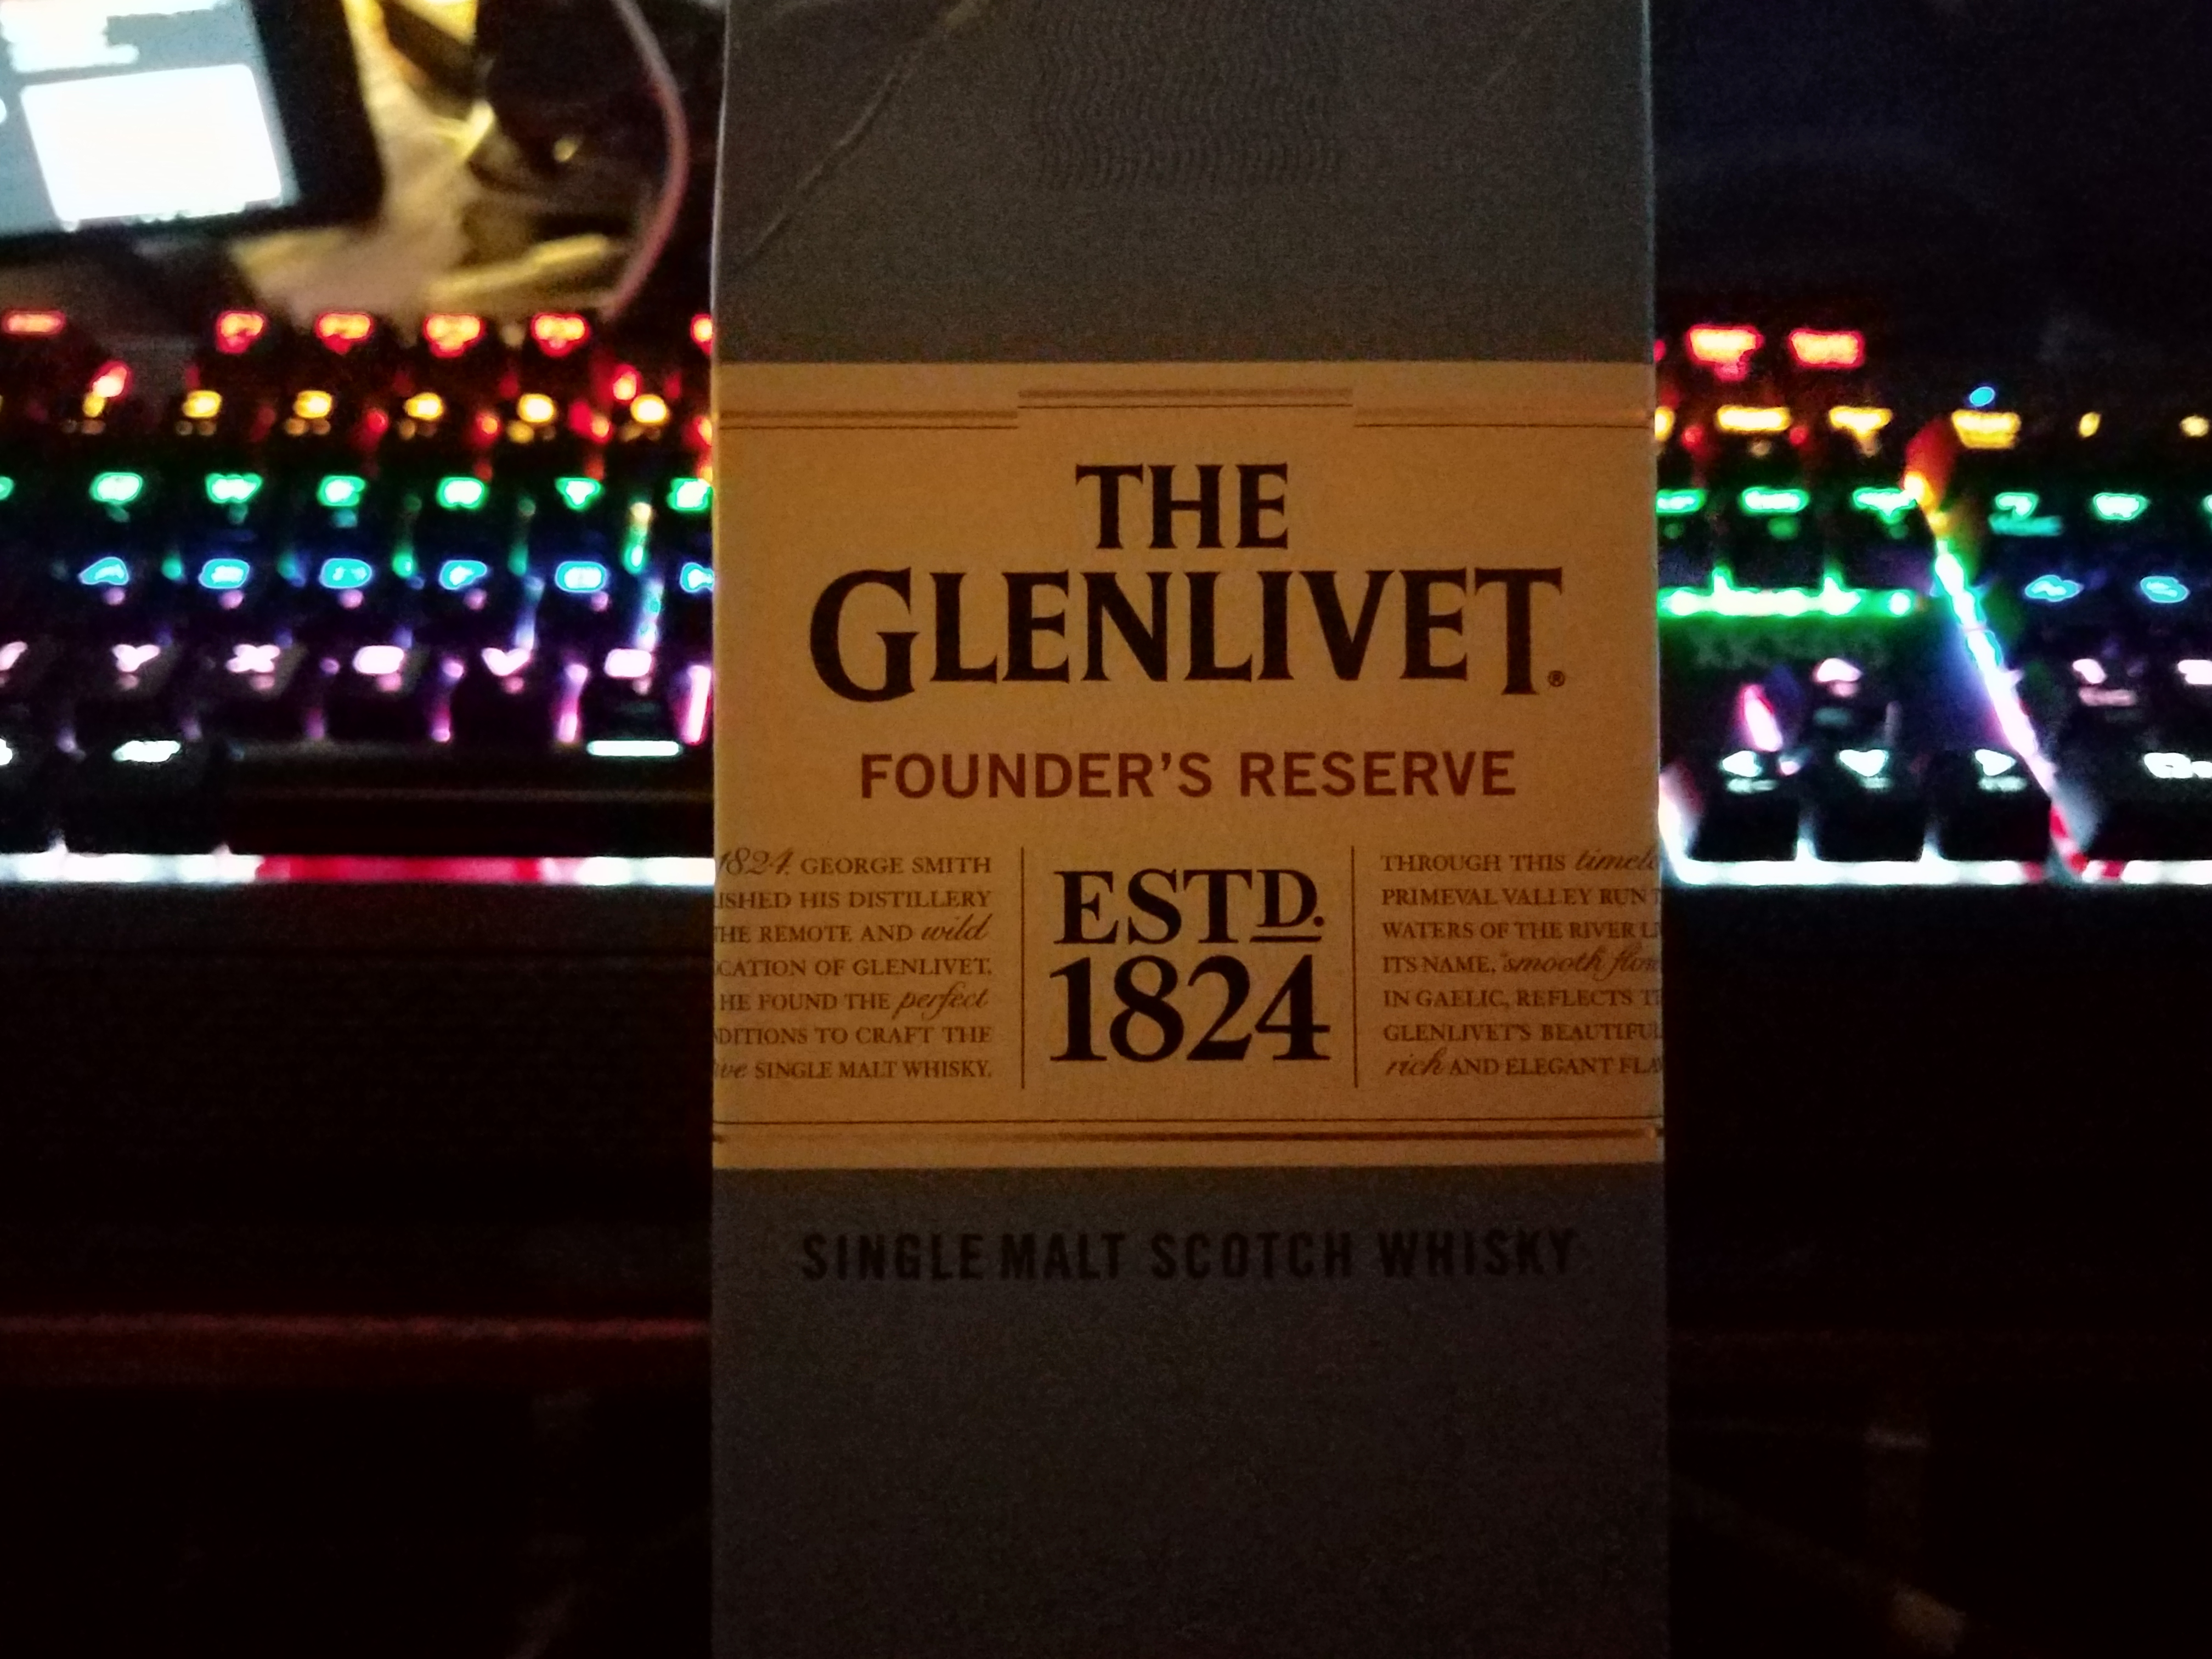 THE
GLENLIVET®
FOUNDER'S RESERVE
1824, GEORGE SMITH
HIS DISTILLERY
REMOTE AND wild
OF GLENLIVET,
HE FOUND THE perfect
TO CRAFT THE
SINGLE MALT WHISKY.
ESTD.
1824
THROUGH THIS
PRIMEVAL VALLEY RUN
WATERS OF THE RIVER
ITS NAME, "smooth
IN GAELIC, REFLECTS
GLENLIVET'S
rich AND ELEGANT
SINGLE MALT SCOTCH WHISKY